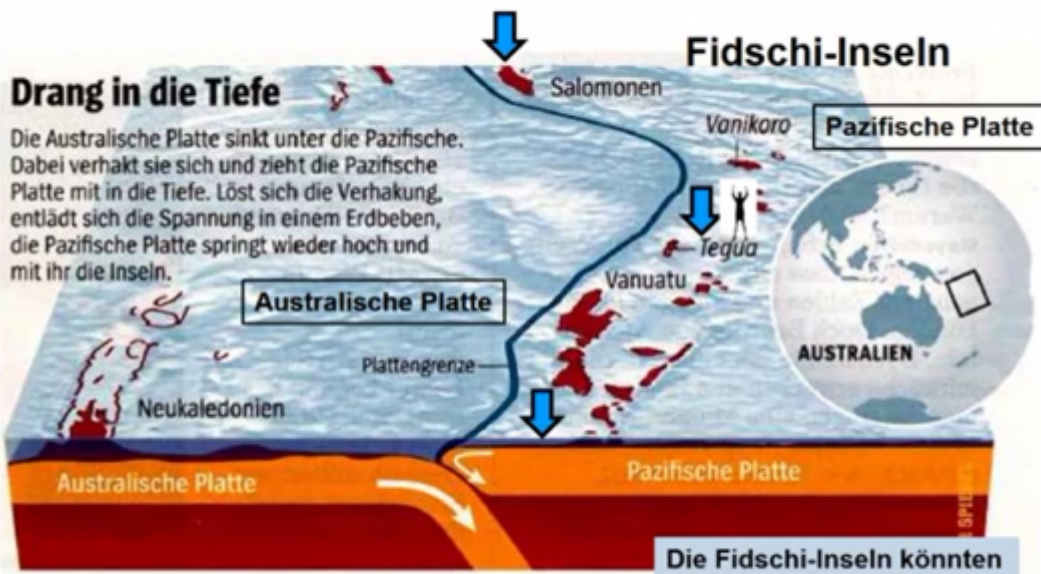 Fidschi-Inseln
Drang in die Tiefe
Die Australische Platte sinkt unter die Pazifische.
Dabei verhakt sie sich und zieht die Pazifische
Platte mit in die Tiefe. Löst sich die Verhakung,
entlädt sich die Spannung in einem Erdbeben,
die Pazifische Platte springt wieder hoch und
mit ihr die Inseln.
Salomonen
Vanikoro
Pazifische Platte
Tegua
Vanuatu
Australische Platte
Plattengrenze
AUSTRALIEN
Neukaledonien
Australische Platte
Pazifische Platte
SPIEGEL
Die Fidschi-Inseln könnten